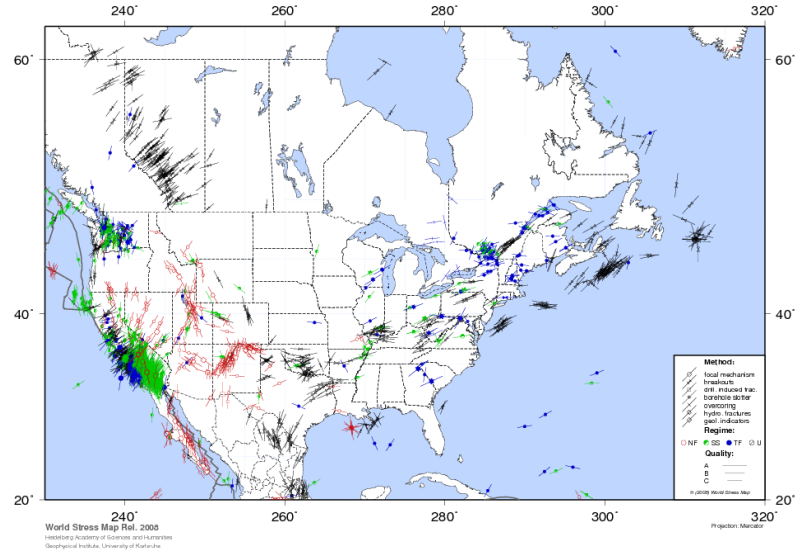 240˚ 260˚ 280˚ 300˚ 320˚
60˚ 60˚
40˚ 40˚
Method:
focal mechanism
breakouts
drill. induced frac.
borehole slotter
overcoring
hydro. fractures
geol. indicators
Regime:
NF SS TF U
Quality:
A
B
C
© (2008) World Stress Map
20˚ 20˚
240˚ 260˚ 280˚ 300˚ 320˚
World Stress Map Rel. 2008
Projection: Mercator
Heidelberg Academy of Sciences and Humanities
Geophysical Institute, University of Karlsruhe